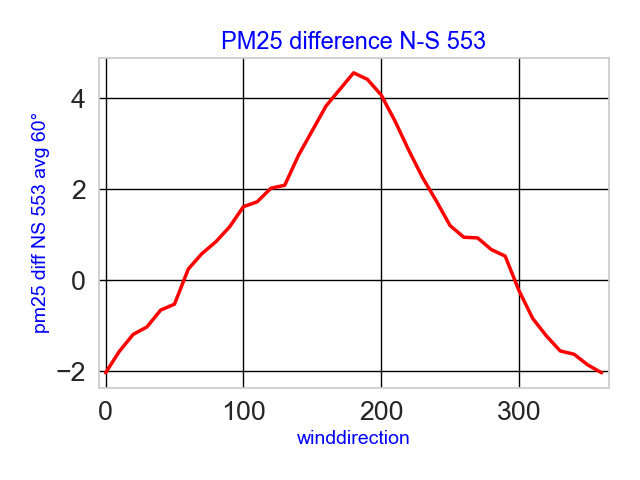 PM25 difference N-S 553
pm25 diff NS 553 avg 60°
4
2
0
−2
0 100 200 300
winddirection